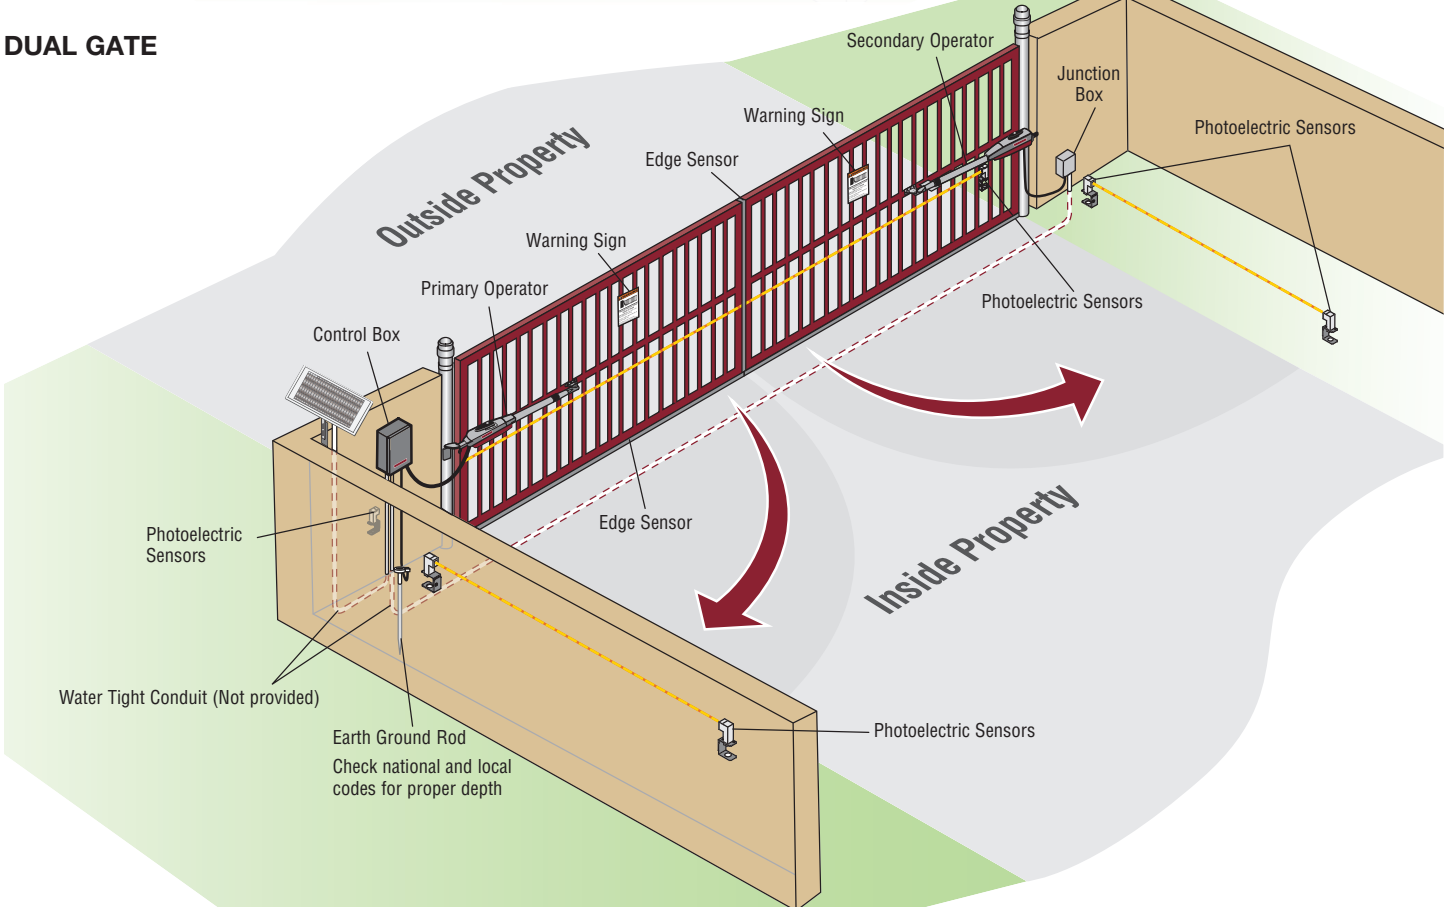 DUAL GATE
Secondary Operator
Junction
Box
Warning Sign
Photoelectric Sensors
Edge Sensor
Outside Property
Warning Sign
Primary Operator
Photoelectric Sensors
Control Box
Edge Sensor
Photoelectric
Sensors
Inside Property
Water Tight Conduit (Not provided)
Earth Ground Rod
Check national and local
codes for proper depth
Photoelectric Sensors